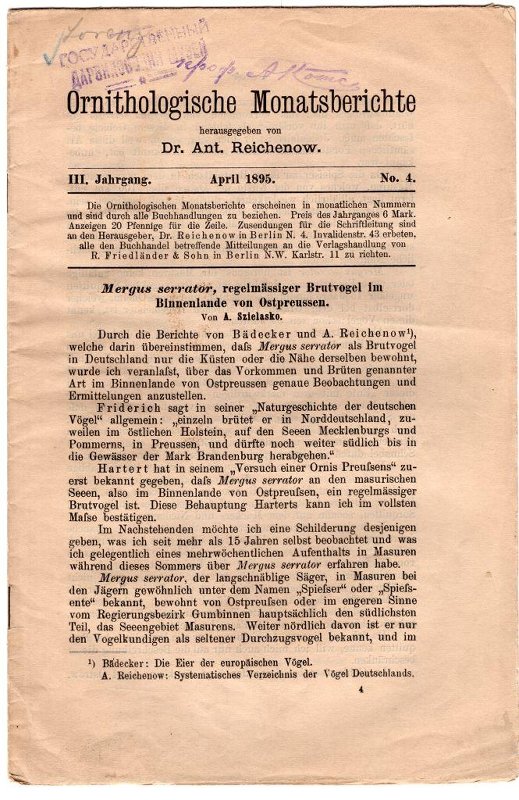 Лоренц
ГОСУДАРСТВЕННЫЙ
ДАРВИНОВСКИЙ МУЗЕЙ
проф. А Котс
Ornithologische Monatsberichte
herausgegeben von
Dr. Ant. Reichenow.
III. Jahrgang. April 1895. No. 4.
Die Ornithologischen Monatsberichte erscheinen in monatlichen Nummern
und sind durch alle Buchhandlungen zu beziehen. Preis des Jahrganges 6 Mark.
Anzeigen 20 Pfennige für die Zeile. Zusendungen für die Schriftleitung sind
an den Herausgeber, Dr. Reichenow in Berlin N. 4. Invalidenstr. 43 erbeten,
alle den Buchhandel betreffende Mitteilungen an die Verlagshandlung von
R. Friedländer & Sohn in Berlin N.W. Karlstr. 11 zu richten.
Mergus serrator, regelmässiger Brutvogel im
Binnenlande von Ostpreussen.
Von A. Szielasko.
Durch die Berichte von Bädecker und A. Reichenow¹),
welche darin übereinstimmen, daſs Mergus serrator als Brutvogel
in Deutschland nur die Küsten oder die Nähe derselben bewohnt,
wurde ich veranlaſst, über das Vorkommen und Brüten genannter
Art im Binnenlande von Ostpreussen genaue Beobachtungen und
Ermittelungen anzustellen.
Friderich sagt in seiner „Naturgeschichte der deutschen
Vögel“ allgemein: „einzeln brütet er in Norddeutschland, zu-
weilen im östlichen Holstein, auf den Seeen Mecklenburgs und
Pommerns, in Preussen, und dürfte noch weiter südlich bis in
die Gewässer der Mark Brandenburg herabgehen.“
Hartert hat in seinem „Versuch einer Ornis Preuſsens“ zu-
erst bekannt gegeben, daſs Mergus serrator an den masurischen
Seeen, also im Binnenlande von Ostpreuſsen, ein regelmässiger
Brutvogel ist. Diese Behauptung Harterts kann ich im vollsten
Maſse bestätigen.
Im Nachstehenden möchte ich eine Schilderung desjenigen
geben, was ich seit mehr als 15 Jahren selbst beobachtet und was
ich gelegentlich eines mehrwöchentlichen Aufenthalts in Masuren
während dieses Sommers über Mergus serrator erfahren habe.
Mergus serrator, der langschnäblige Säger, in Masuren bei
den Jägern gewöhnlich unter dem Namen „Spieſser“ oder „Spieſs-
ente“ bekannt, bewohnt von Ostpreuſsen oder im engeren Sinne
vom Regierungsbezirk Gumbinnen hauptsächlich den südlichsten
Teil, das Seeengebiet Masurens. Weiter nördlich davon ist er nur
den Vogelkundigen als seltener Durchzugsvogel bekannt, und im
¹) Bädecker: Die Eier der europäischen Vögel.
A. Reichenow: Systematisches Verzeichnis der Vögel Deutschlands.
4